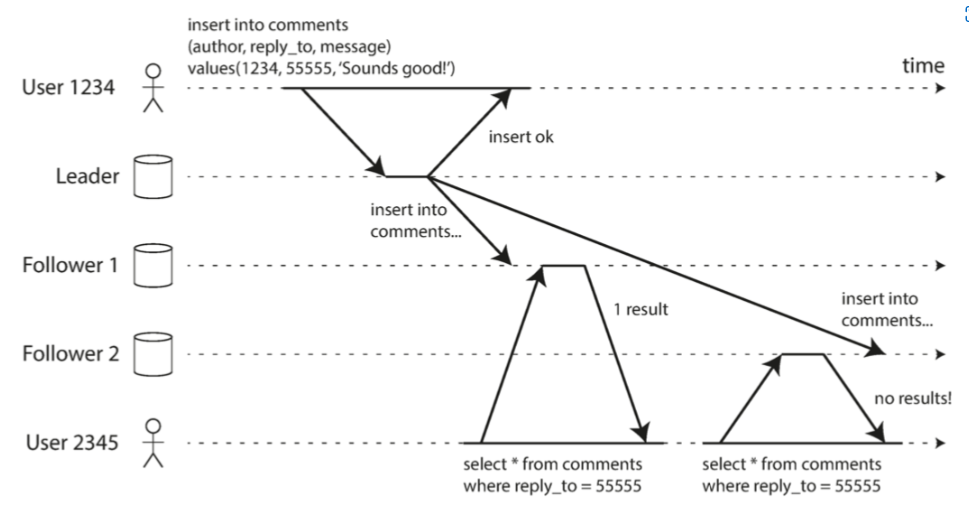 insert into comments
(author, reply_to, message)
values(1234, 55555, ‘Sounds good!’)
time
User 1234
insert ok
Leader
insert into
comments...
Follower 1
1 result
insert into
comments...
Follower 2
no results!
User 2345
select * from comments
where reply_to = 55555
select * from comments
where reply_to = 55555